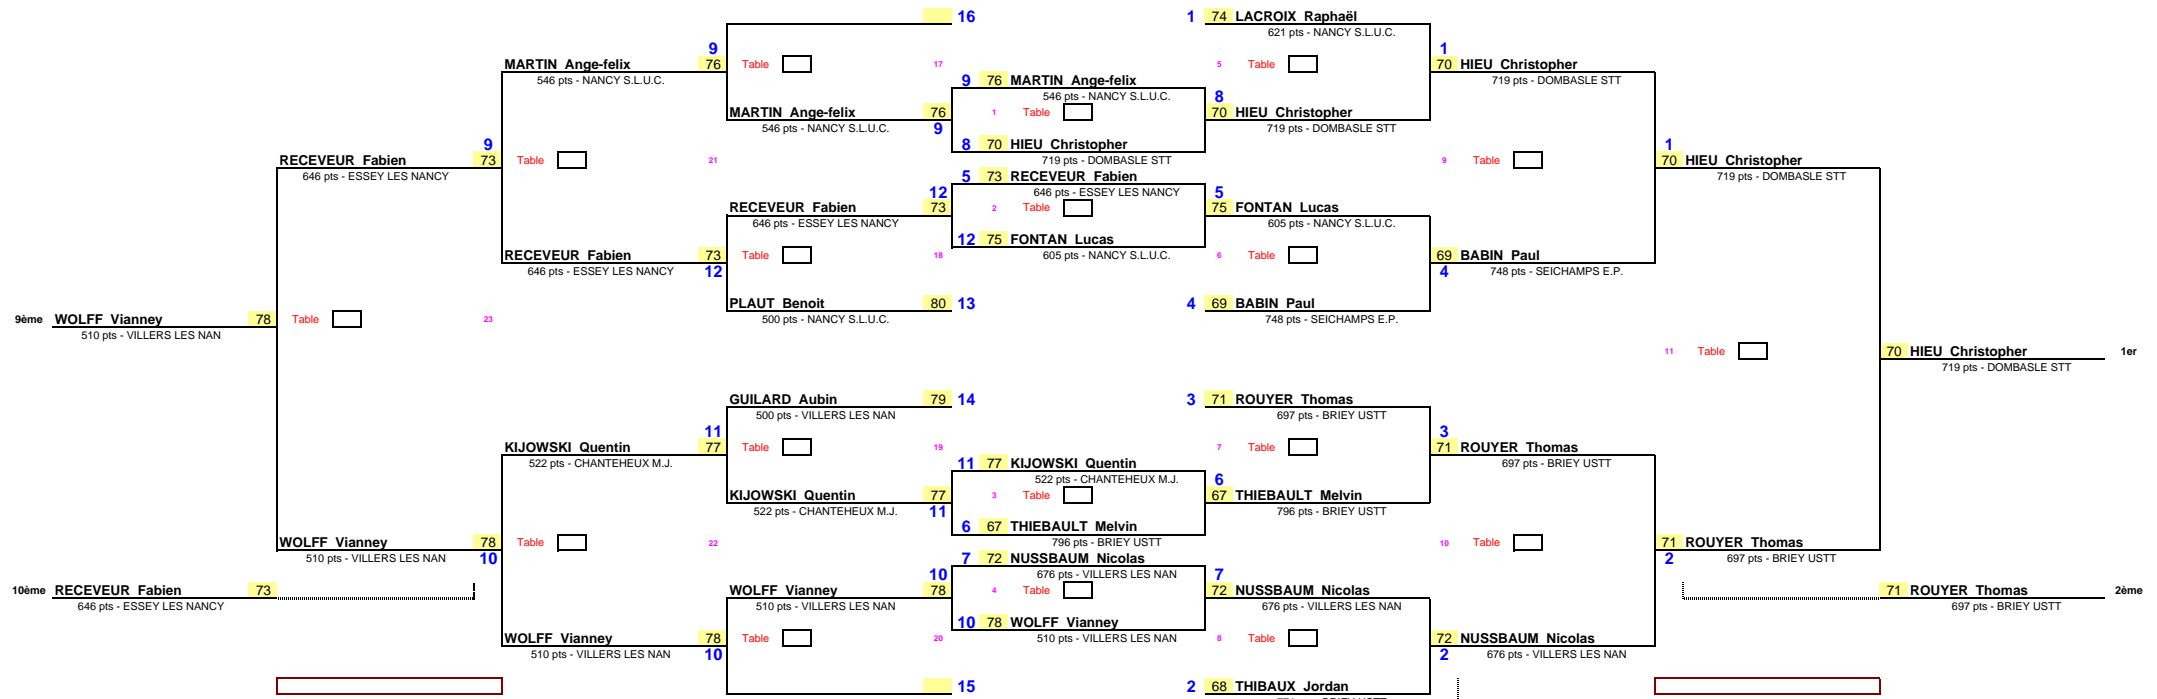 16
1 74 LACROIX Raphaël
621 pts - NANCY S.L.U.C.
9
1
MARTIN Ange-felix 76 Table 17
5 Table
70 HIEU Christopher
546 pts - NANCY S.L.U.C.
719 pts - DOMBASLE STT
9 76 MARTIN Ange-felix
546 pts - NANCY S.L.U.C.
8
MARTIN Ange-felix 76
1 Table
70 HIEU Christopher
546 pts - NANCY S.L.U.C.
9
719 pts - DOMBASLE STT
9
8 70 HIEU Christopher
1
RECEVEUR Fabien 73 Table 21
719 pts - DOMBASLE STT
9 Table
70 HIEU Christopher
646 pts - ESSEY LES NANCY
719 pts - DOMBASLE STT
5 73 RECEVEUR Fabien
12
646 pts - ESSEY LES NANCY
5
RECEVEUR Fabien 73
2 Table
75 FONTAN Lucas
646 pts - ESSEY LES NANCY
605 pts - NANCY S.L.U.C.
12 75 FONTAN Lucas
RECEVEUR Fabien 73 Table 18
605 pts - NANCY S.L.U.C.
6 Table
69 BABIN Paul
646 pts - ESSEY LES NANCY
12
4
748 pts - SEICHAMPS E.P.
PLAUT Benoit 80 13
4 69 BABIN Paul
500 pts - NANCY S.L.U.C.
748 pts - SEICHAMPS E.P.
9ème WOLFF Vianney 78 Table 23
510 pts - VILLERS LES NAN
11 Table
70 HIEU Christopher 1er
719 pts - DOMBASLE STT
GUILARD Aubin 79 14
3 71 ROUYER Thomas
500 pts - VILLERS LES NAN
697 pts - BRIEY USTT
11
3
KIJOWSKI Quentin 77 Table 19
7 Table
71 ROUYER Thomas
522 pts - CHANTEHEUX M.J.
697 pts - BRIEY USTT
11 77 KIJOWSKI Quentin
522 pts - CHANTEHEUX M.J.
6
KIJOWSKI Quentin 77
3 Table
67 THIEBAULT Melvin
522 pts - CHANTEHEUX M.J.
11
796 pts - BRIEY USTT
6 67 THIEBAULT Melvin
WOLFF Vianney 78 Table 22
796 pts - BRIEY USTT
10 Table
71 ROUYER Thomas
510 pts - VILLERS LES NAN
10
2
697 pts - BRIEY USTT
7 72 NUSSBAUM Nicolas
10
676 pts - VILLERS LES NAN
7
10ème RECEVEUR Fabien 73
WOLFF Vianney 78
4 Table
72 NUSSBAUM Nicolas
71 ROUYER Thomas 2ème
646 pts - ESSEY LES NANCY
510 pts - VILLERS LES NAN
676 pts - VILLERS LES NAN
697 pts - BRIEY USTT
10 78 WOLFF Vianney
WOLFF Vianney 78 Table 20
510 pts - VILLERS LES NAN
8 Table
72 NUSSBAUM Nicolas
510 pts - VILLERS LES NAN
10
2
676 pts - VILLERS LES NAN
15
2 68 THIBAUX Jordan